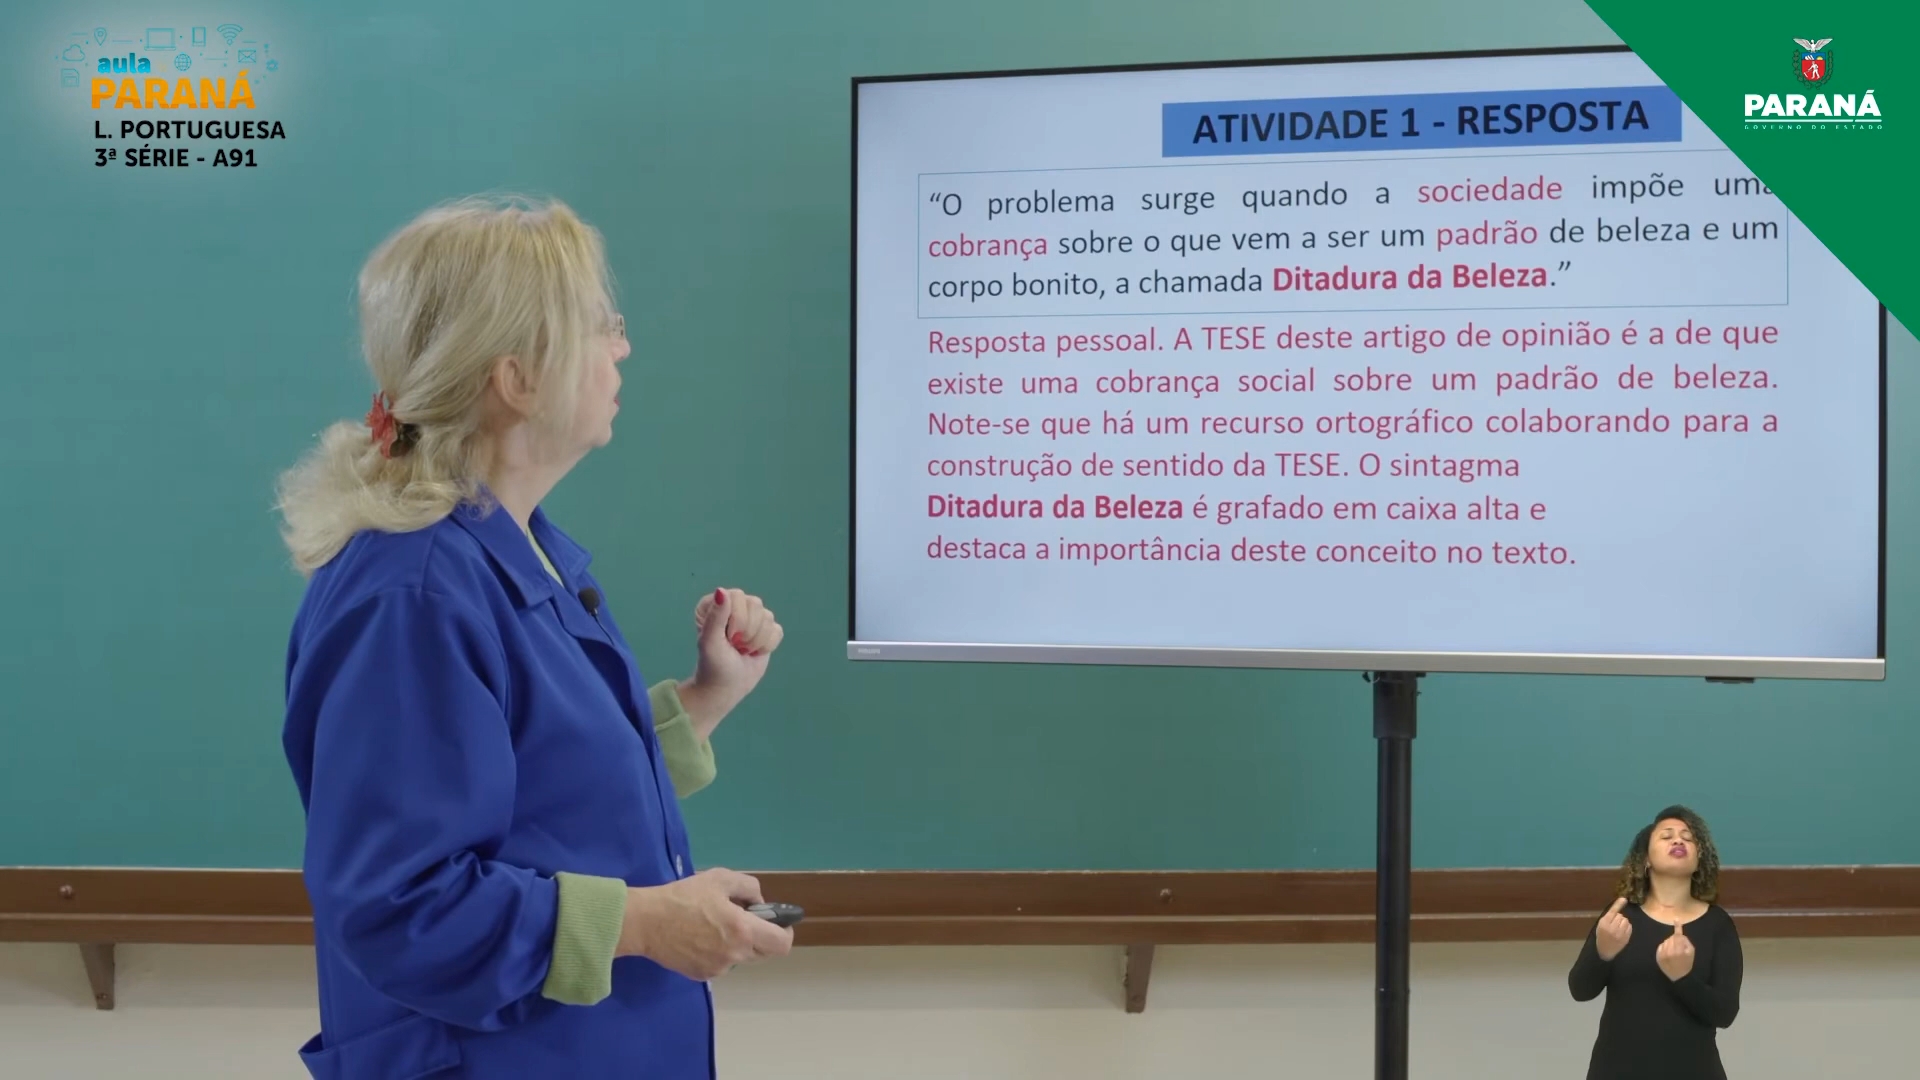 aula
PARANÁ
L. PORTUGUESA
3ª SÉRIE - A91
PARANÁ
GOVERNO DO ESTADO
ATIVIDADE 1 - RESPOSTA
“O problema surge quando a sociedade impõe uma
cobrança sobre o que vem a ser um padrão de beleza e um
corpo bonito, a chamada Ditadura da Beleza.”
Resposta pessoal. A TESE deste artigo de opinião é a de que
existe uma cobrança social sobre um padrão de beleza.
Note-se que há um recurso ortográfico colaborando para a
construção de sentido da TESE. O sintagma
Ditadura da Beleza é grafado em caixa alta e
destaca a importância deste conceito no texto.